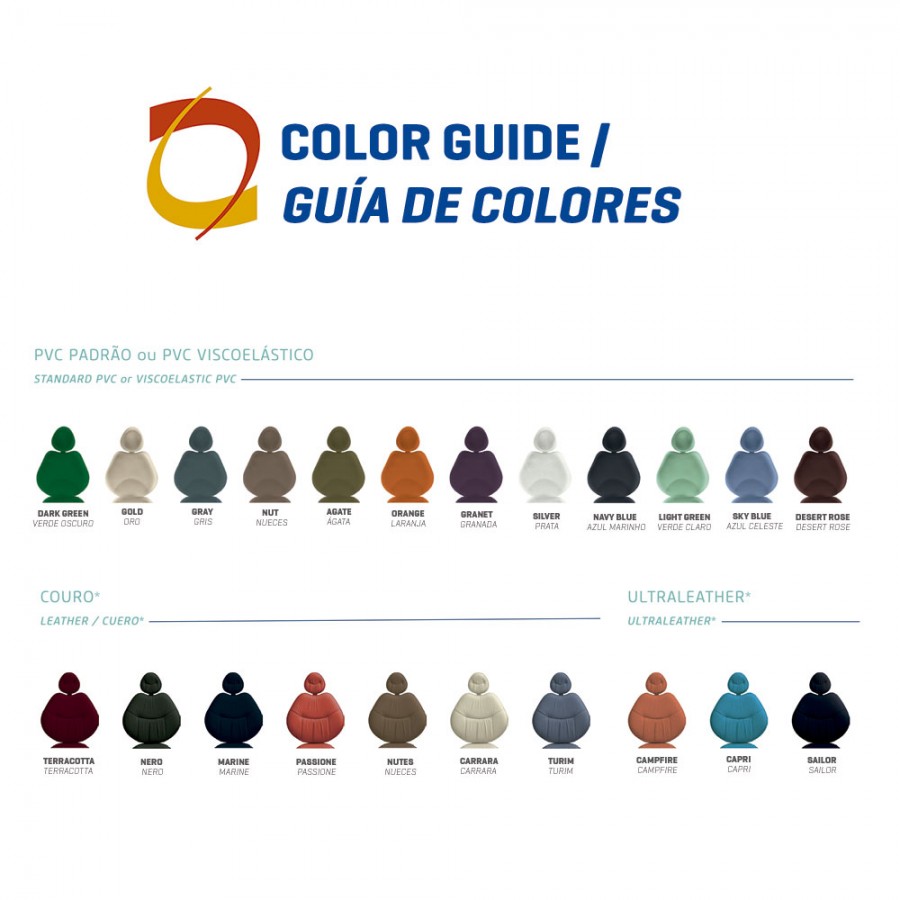 COLOR GUIDE /
GUÍA DE COLORES
PVC PADRÃO ou PVC VISCOELÁSTICO
STANDARD PVC or VISCOELASTIC PVC
DARK GREEN GOLD GRAY NUT AGATE ORANGE GRANET SILVER NAVY BLUE LIGHT GREEN SKY BLUE DESERT ROSE
VERDE OSCURO ORO GRIS NUECES ÁGATA LARANJA GRANADA PRATA AZUL MARINHO VERDE CLARO AZUL CELESTE DESERT ROSE
COURO* ULTRALEATHER*
LEATHER / CUERO* ULTRALEATHER*
TERRACOTTA NERO MARINE PASSIONE NUTES CARRARA TURIM CAMPFIRE CAPRI SAILOR
TERRACOTTA NERO MARINE PASSIONE NUECES CARRARA TURIM CAMPFIRE CAPRI SAILOR